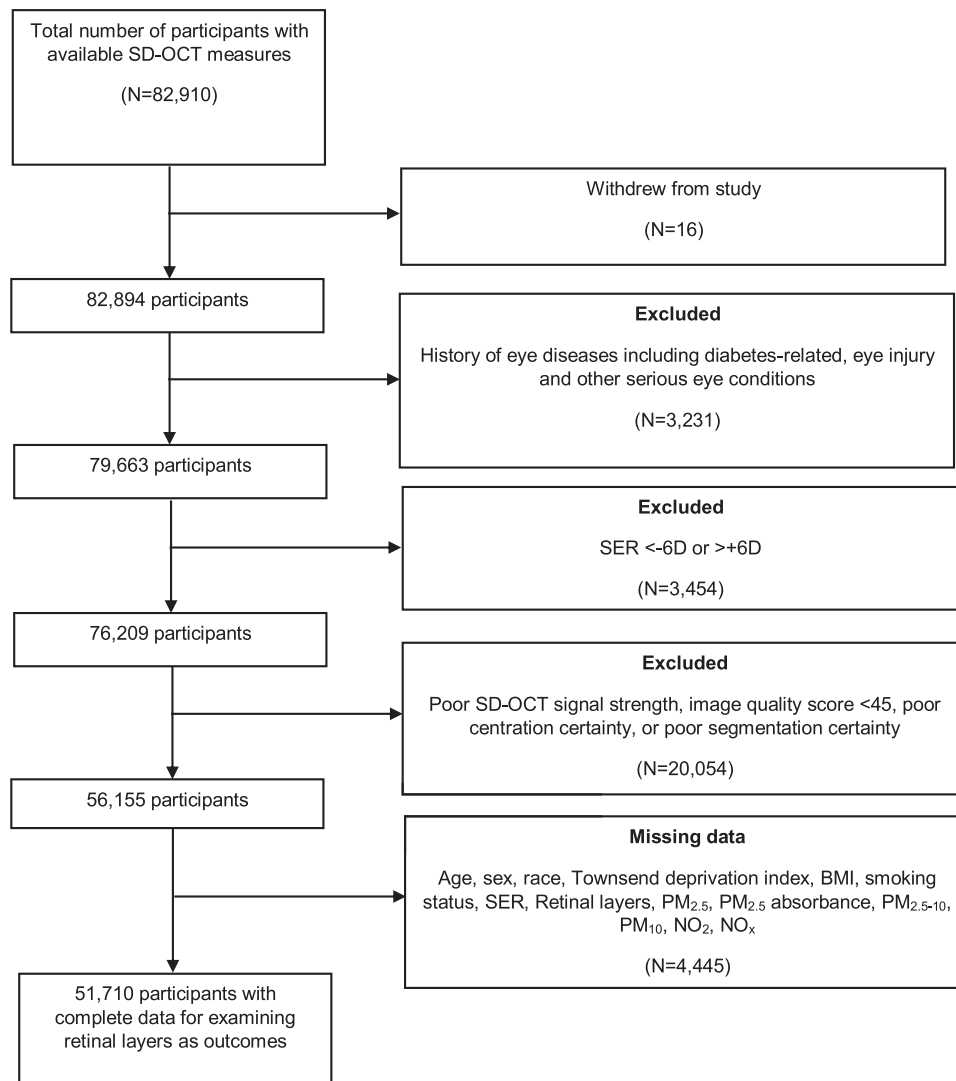 Total number of participants with
available SD-OCT measures
(N=82,910)
Withdrew from study
(N=16)
82,894 participants
Excluded
History of eye diseases including diabetes-related, eye injury
and other serious eye conditions
(N=3,231)
79,663 participants
Excluded
SER <-6D or >+6D
(N=3,454)
76,209 participants
Excluded
Poor SD-OCT signal strength, image quality score <45, poor
centration certainty, or poor segmentation certainty
(N=20,054)
56,155 participants
Missing data
Age, sex, race, Townsend deprivation index, BMI, smoking
status, SER, Retinal layers, PM2.5, PM2.5 absorbance, PM2.5-10,
PM10, NO2, NOx
(N=4,445)
51,710 participants with
complete data for examining
retinal layers as outcomes